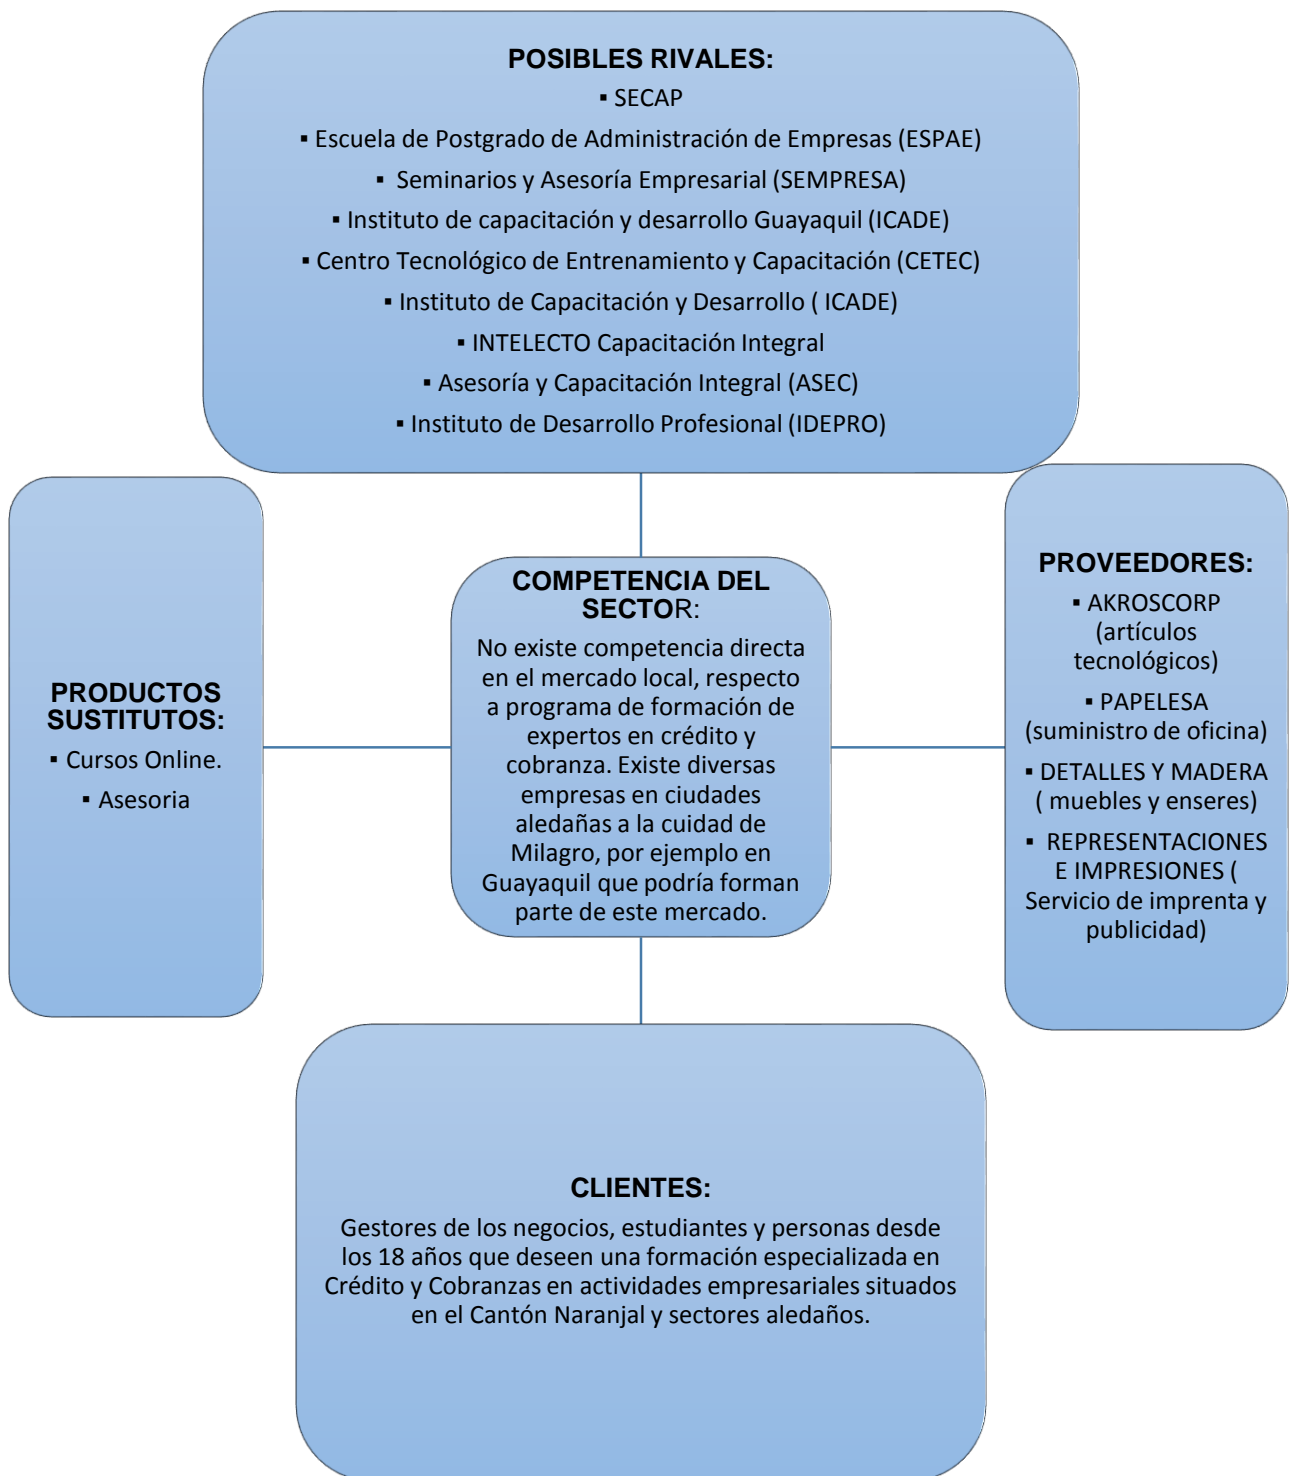 POSIBLES RIVALES:
▪ SECAP
▪ Escuela de Postgrado de Administración de Empresas (ESPAE)
▪ Seminarios y Asesoría Empresarial (SEMPRESA)
▪ Instituto de capacitación y desarrollo Guayaquil (ICADE)
▪ Centro Tecnológico de Entrenamiento y Capacitación (CETEC)
▪ Instituto de Capacitación y Desarrollo ( ICADE)
▪ INTELECTO Capacitación Integral
▪ Asesoría y Capacitación Integral (ASEC)
▪ Instituto de Desarrollo Profesional (IDEPRO)
PRODUCTOS
SUSTITUTOS:
▪ Cursos Online.
▪ Asesoria
COMPETENCIA DEL
SECTOR:
No existe competencia directa
en el mercado local, respecto
a programa de formación de
expertos en crédito y
cobranza. Existe diversas
empresas en ciudades
aledañas a la cuidad de
Milagro, por ejemplo en
Guayaquil que podría forman
parte de este mercado.
PROVEEDORES:
▪ AKROSCORP
(artículos
tecnológicos)
▪ PAPELESA
(suministro de oficina)
▪ DETALLES Y MADERA
( muebles y enseres)
▪ REPRESENTACIONES
E IMPRESIONES (
Servicio de imprenta y
publicidad)
CLIENTES:
Gestores de los negocios, estudiantes y personas desde
los 18 años que deseen una formación especializada en
Crédito y Cobranzas en actividades empresariales situados
en el Cantón Naranjal y sectores aledaños.